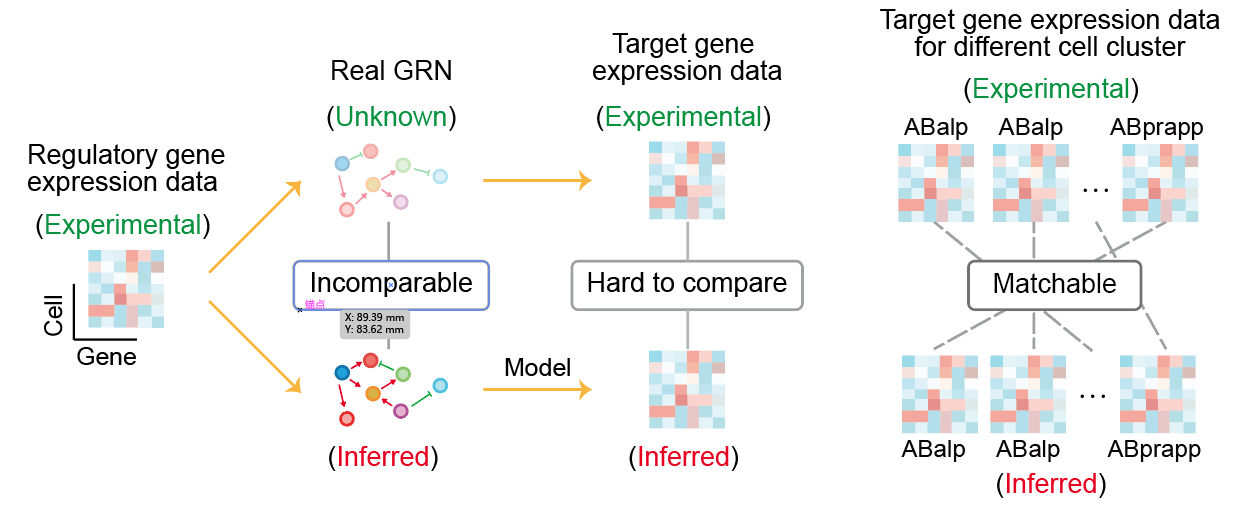 Regulatory gene
expression data
(Experimental)
Cell
Gene
Real GRN
(Unknown)
Incomparable
锚点
X: 89.39 mm
Y: 83.62 mm
(Inferred)
Model
Target gene
expression data
(Experimental)
Hard to compare
(Inferred)
Target gene expression data
for different cell cluster
(Experimental)
ABalp ABalp ABprapp
...
Matchable
...
ABalp ABalp ABprapp
(Inferred)